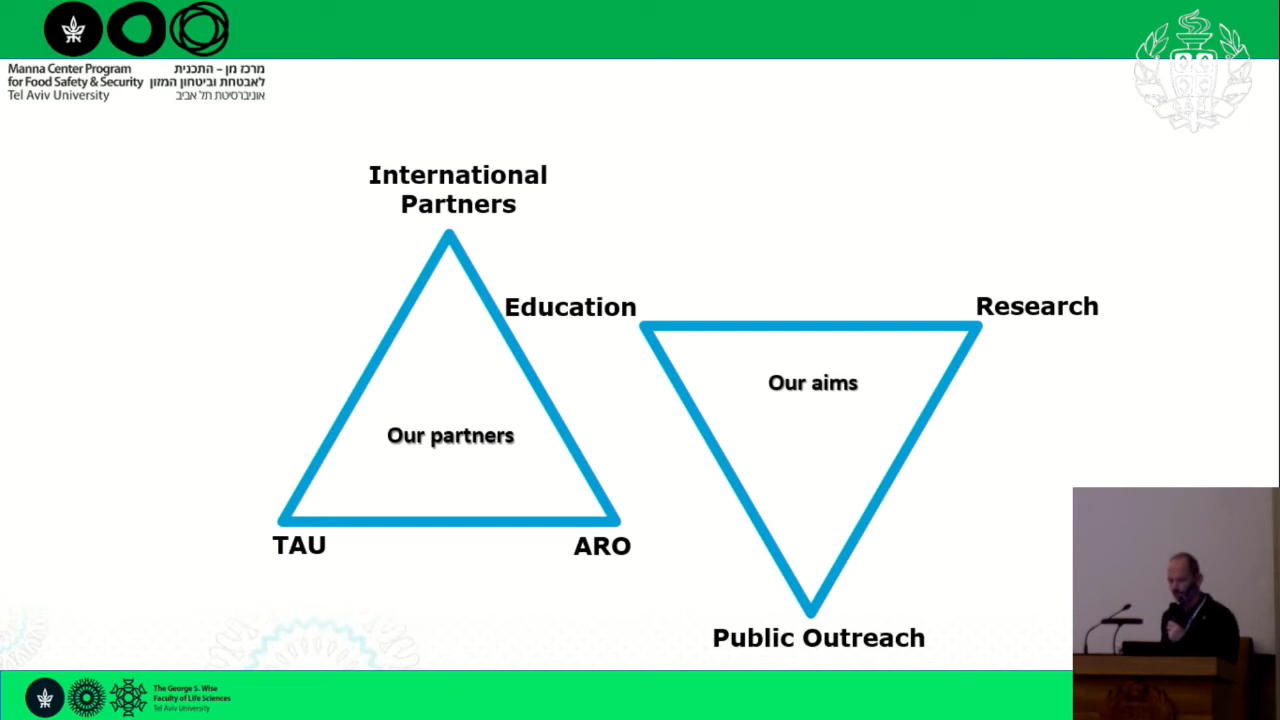 Manna Center Program
for Food Safety & Security
Tel Aviv University
מרכז מן – התכנית
לאבטחת וביטחון המזון
אוניברסיטת תל אביב
International
Partners
Education
Research
Our aims
Our partners
TAU
ARO
Public Outreach
The George S. Wise
Faculty of Life Sciences
Tel Aviv University